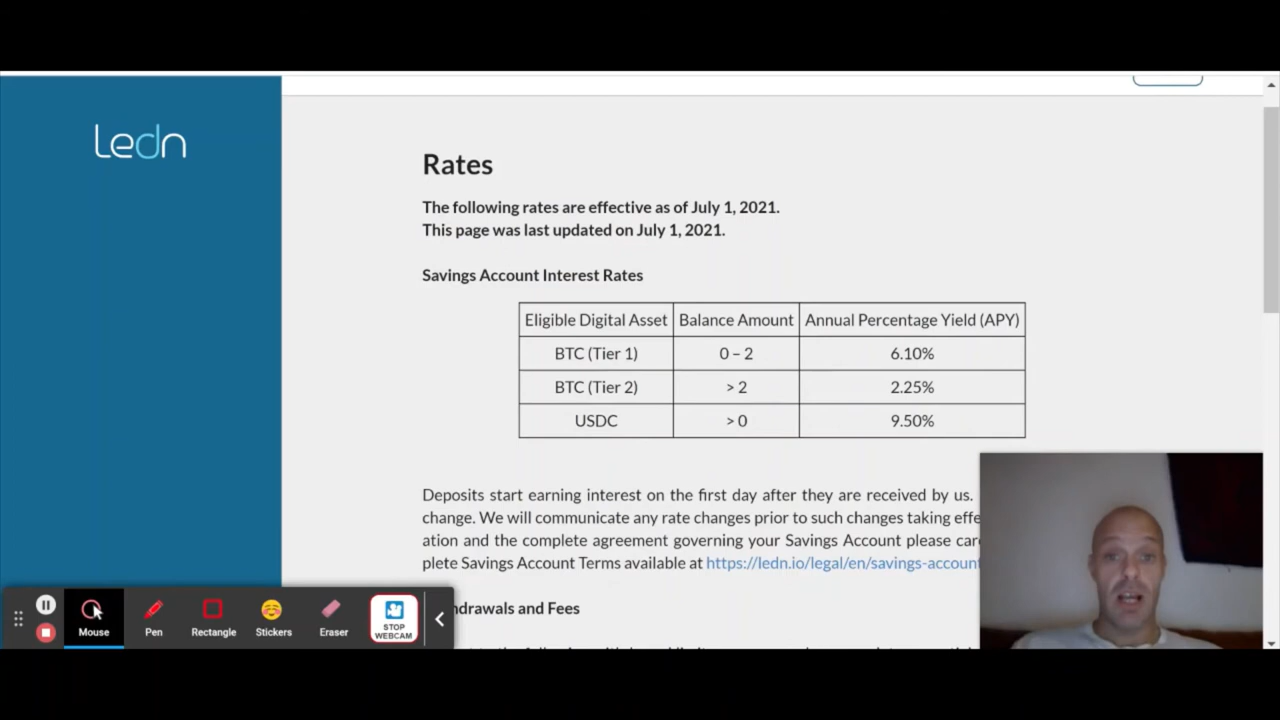 ledn
Rates
The following rates are effective as of July 1, 2021.
This page was last updated on July 1, 2021.
Savings Account Interest Rates
Eligible Digital Asset Balance Amount Annual Percentage Yield (APY)
BTC (Tier 1) 0 – 2 6.10%
BTC (Tier 2) > 2 2.25%
USDC > 0 9.50%
Deposits start earning interest on the first day after they are received by us.
change. We will communicate any rate changes prior to such changes taking effe
ation and the complete agreement governing your Savings Account please car
plete Savings Account Terms available at https://ledn.io/legal/en/savings-account
hdrawals and Fees
Mouse Pen Rectangle Stickers Eraser STOP
WEBCAM